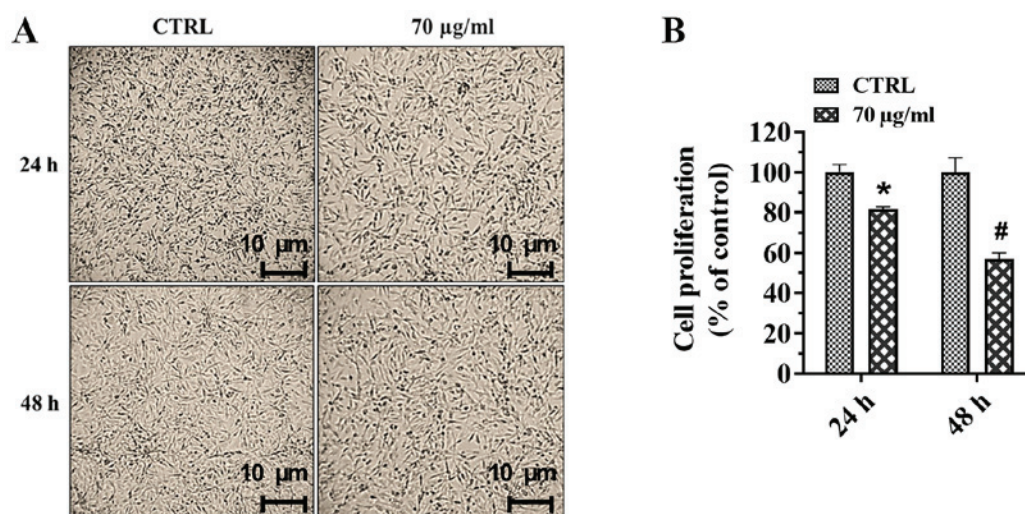 A
CTRL
70 µg/ml
24 h
10 µm
10 µm
48 h
10 µm
10 µm
B
CTRL
70 µg/ml
Cell proliferation
(% of control)
120
100
80
60
40
20
0
*
#
24 h
48 h